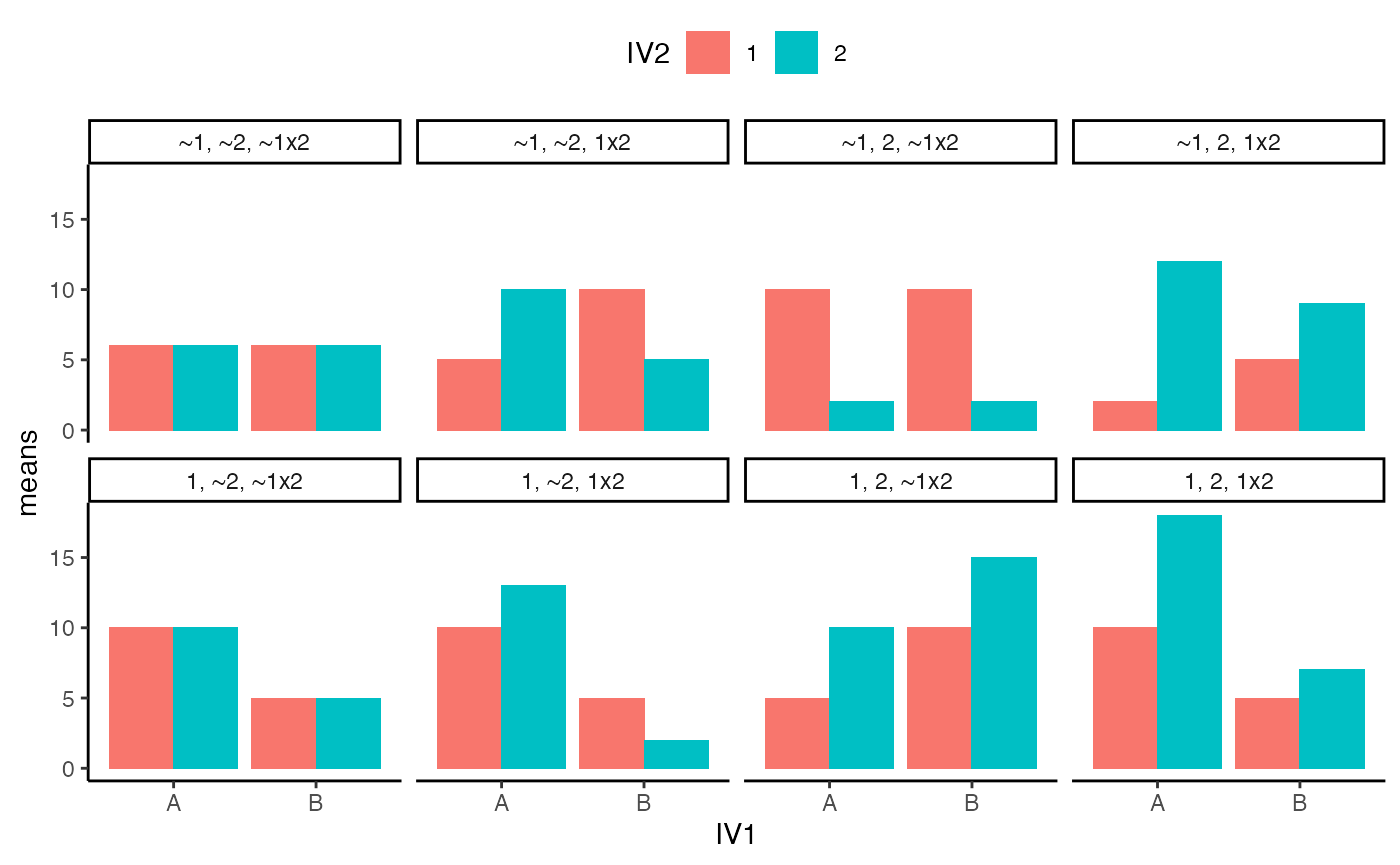 IV2 1 2
~1, ~2, ~1x2 ~1, ~2, 1x2 ~1, 2, ~1x2 ~1, 2, 1x2
15
10
5
0
means
1, ~2, ~1x2 1, ~2, 1x2 1, 2, ~1x2 1, 2, 1x2
15
10
5
0
A B A B A B A B
IV1